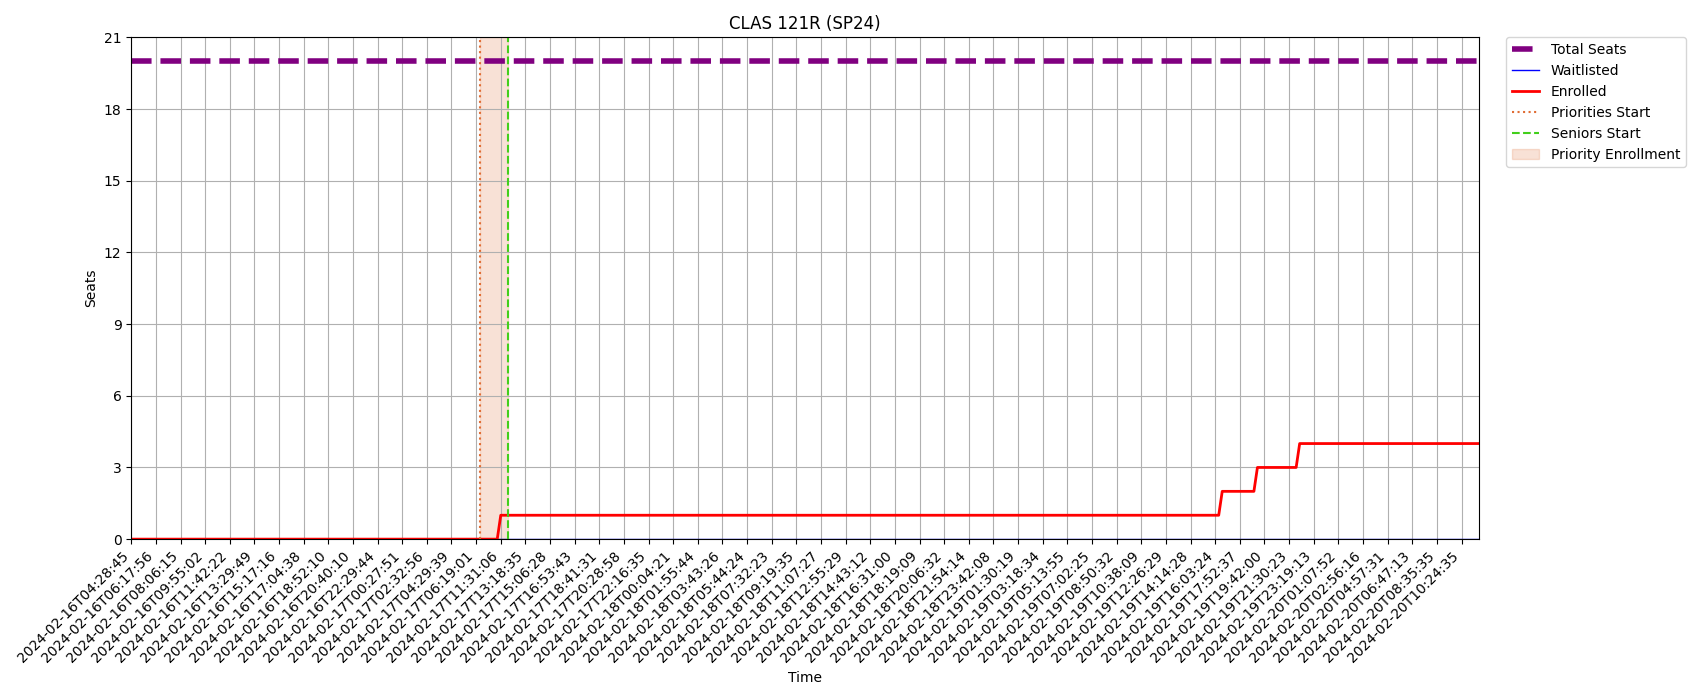 CLAS 121R (SP24)
21
18
15
12
9
6
3
0
Seats
Total Seats
Waitlisted
Enrolled
Priorities Start
Seniors Start
Priority Enrollment
2024-02-16T04:28:45
2024-02-16T06:17:56
2024-02-16T08:06:15
2024-02-16T09:55:02
2024-02-16T11:42:22
2024-02-16T13:29:49
2024-02-16T15:17:16
2024-02-16T17:04:38
2024-02-16T18:52:10
2024-02-16T20:40:10
2024-02-16T22:29:44
2024-02-17T00:27:51
2024-02-17T02:32:56
2024-02-17T04:29:39
2024-02-17T06:19:01
2024-02-17T11:31:06
2024-02-17T13:18:35
2024-02-17T15:06:28
2024-02-17T16:53:43
2024-02-17T18:41:31
2024-02-17T20:28:58
2024-02-17T22:16:35
2024-02-18T00:04:21
2024-02-18T01:55:44
2024-02-18T03:43:26
2024-02-18T05:44:24
2024-02-18T07:32:23
2024-02-18T09:19:35
2024-02-18T11:07:27
2024-02-18T12:55:29
2024-02-18T14:43:12
2024-02-18T16:31:00
2024-02-18T18:19:09
2024-02-18T20:06:32
2024-02-18T21:54:14
2024-02-18T23:42:08
2024-02-19T01:30:19
2024-02-19T03:18:34
2024-02-19T05:13:55
2024-02-19T07:02:25
2024-02-19T08:50:32
2024-02-19T10:38:09
2024-02-19T12:26:29
2024-02-19T14:14:28
2024-02-19T16:03:24
2024-02-19T17:52:37
2024-02-19T19:42:00
2024-02-19T21:30:23
2024-02-19T23:19:13
2024-02-20T01:07:52
2024-02-20T02:56:16
2024-02-20T04:57:31
2024-02-20T06:47:13
2024-02-20T08:35:35
2024-02-20T10:24:35
Time